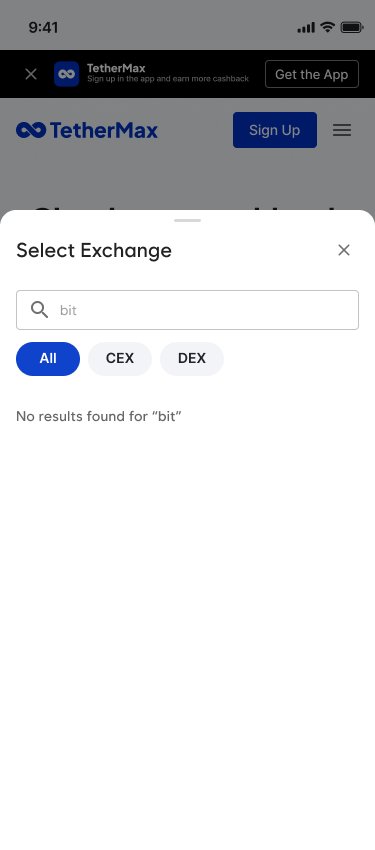 9:41
TetherMax
Sign up in the app and earn more cashback
Get the App
TetherMax
Sign Up
Select Exchange
bit
All
CEX
DEX
No results found for “bit”